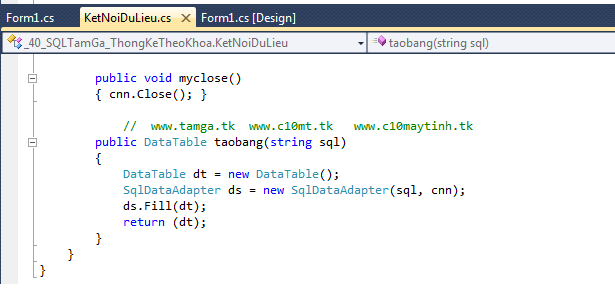 Form1.cs KetNoiDuLieu.cs Form1.cs [Design]
_40_SQLTamGa_ThongKeTheoKhoa.KetNoiDuLieu taobang(string sql)
public void myclose()
{ cnn.Close(); }
// www.tamga.tk www.c10mt.tk www.c10maytinh.tk
public DataTable taobang(string sql)
{
DataTable dt = new DataTable();
SqlDataAdapter ds = new SqlDataAdapter(sql, cnn);
ds.Fill(dt);
return (dt);
}
}
}